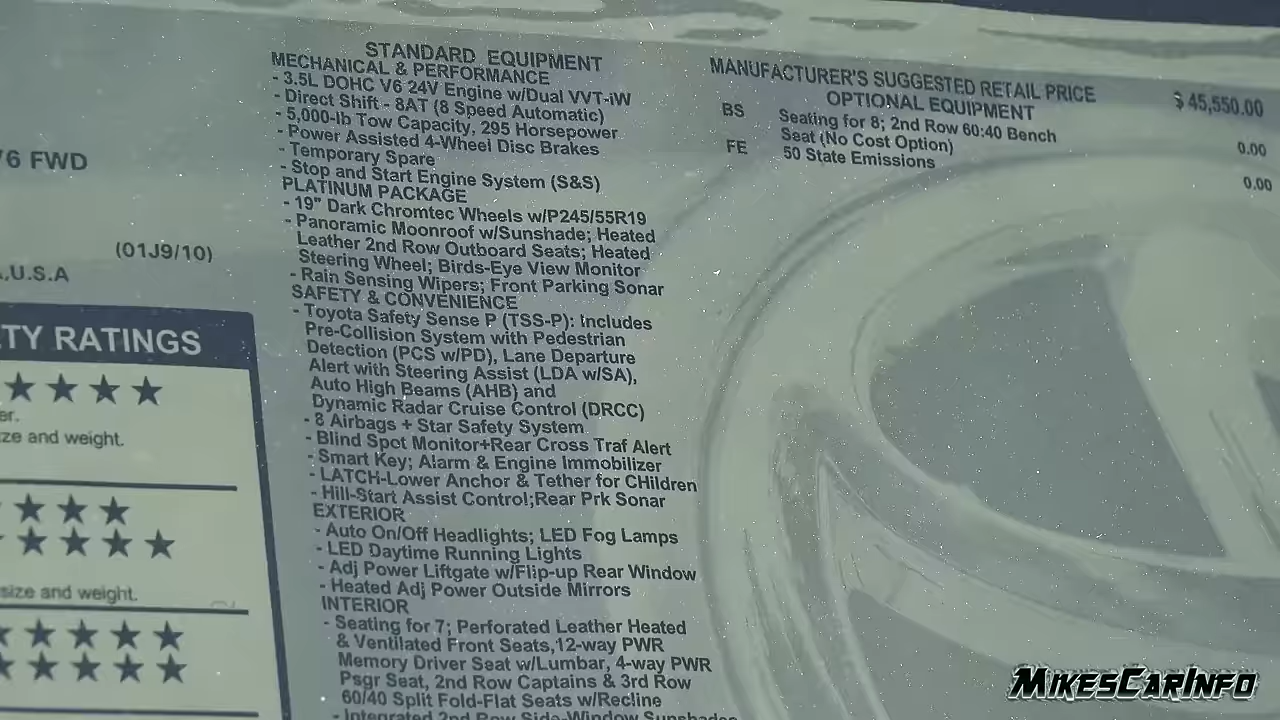 STANDARD EQUIPMENT
MECHANICAL & PERFORMANCE
- 3.5L DOHC V6 24V Engine w/Dual VVT-iW
- Direct Shift - 8AT (8 Speed Automatic)
- 5,000-lb Tow Capacity, 295 Horsepower
- Power Assisted 4-Wheel Disc Brakes
- Temporary Spare
- Stop and Start Engine System (S&S)
PLATINUM PACKAGE
- 19" Dark Chromtec Wheels w/P245/55R19
- Panoramic Moonroof w/Sunshade; Heated
Leather 2nd Row Outboard Seats; Heated
Steering Wheel; Birds-Eye View Monitor
- Rain Sensing Wipers; Front Parking Sonar
SAFETY & CONVENIENCE
- Toyota Safety Sense P (TSS-P): Includes
Pre-Collision System with Pedestrian
Detection (PCS w/PD), Lane Departure
Alert with Steering Assist (LDA w/SA),
Auto High Beams (AHB) and
Dynamic Radar Cruise Control (DRCC)
- 8 Airbags + Star Safety System
- Blind Spot Monitor+Rear Cross Traf Alert
- Smart Key; Alarm & Engine Immobilizer
- LATCH-Lower Anchor & Tether for CHildren
- Hill-Start Assist Control;Rear Prk Sonar
EXTERIOR
- Auto On/Off Headlights; LED Fog Lamps
- LED Daytime Running Lights
- Adj Power Liftgate w/Flip-up Rear Window
- Heated Adj Power Outside Mirrors
INTERIOR
- Seating for 7; Perforated Leather Heated
& Ventilated Front Seats,12-way PWR
Memory Driver Seat w/Lumbar, 4-way PWR
Psgr Seat, 2nd Row Captains & 3rd Row
60/40 Split Fold-Flat Seats w/Recline
- Integrated 2nd Row Side-Window Sunshades
MANUFACTURER'S SUGGESTED RETAIL PRICE $ 45,550.00
OPTIONAL EQUIPMENT
BS Seating for 8; 2nd Row 60:40 Bench
Seat (No Cost Option) 0.00
FE 50 State Emissions 0.00
V6 FWD
(01J9/10)
,U.S.A
TY RATINGS
er.
ze and weight.
size and weight.
MIKESCARINFO